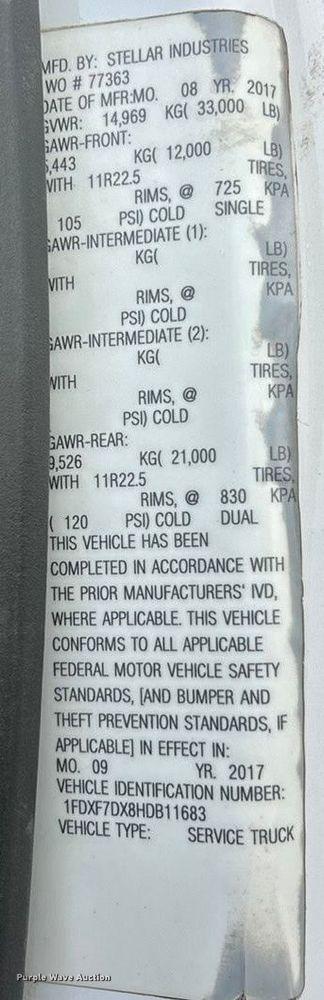 MFD. BY: STELLAR INDUSTRIES
WO # 77363
DATE OF MFR:MO. 08 YR. 2017
GVWR: 14,969 KG( 33,000 LB)
GAWR-FRONT:
5,443 KG( 12,000 LB)
WITH 11R22.5 TIRES,
RIMS, @ 725 KPA
105 PSI) COLD SINGLE
GAWR-INTERMEDIATE (1):
KG( LB)
WITH TIRES,
RIMS, @ KPA
PSI) COLD
GAWR-INTERMEDIATE (2):
KG( LB)
WITH TIRES,
RIMS, @ KPA
PSI) COLD
GAWR-REAR:
9,526 KG( 21,000 LB)
WITH 11R22.5 TIRES,
RIMS, @ 830 KPA
( 120 PSI) COLD DUAL
THIS VEHICLE HAS BEEN
COMPLETED IN ACCORDANCE WITH
THE PRIOR MANUFACTURERS' IVD,
WHERE APPLICABLE. THIS VEHICLE
CONFORMS TO ALL APPLICABLE
FEDERAL MOTOR VEHICLE SAFETY
STANDARDS, [AND BUMPER AND
THEFT PREVENTION STANDARDS, IF
APPLICABLE] IN EFFECT IN:
MO. 09 YR. 2017
VEHICLE IDENTIFICATION NUMBER:
1FDXF7DX8HDB11683
VEHICLE TYPE: SERVICE TRUCK
Purple Wave Auction